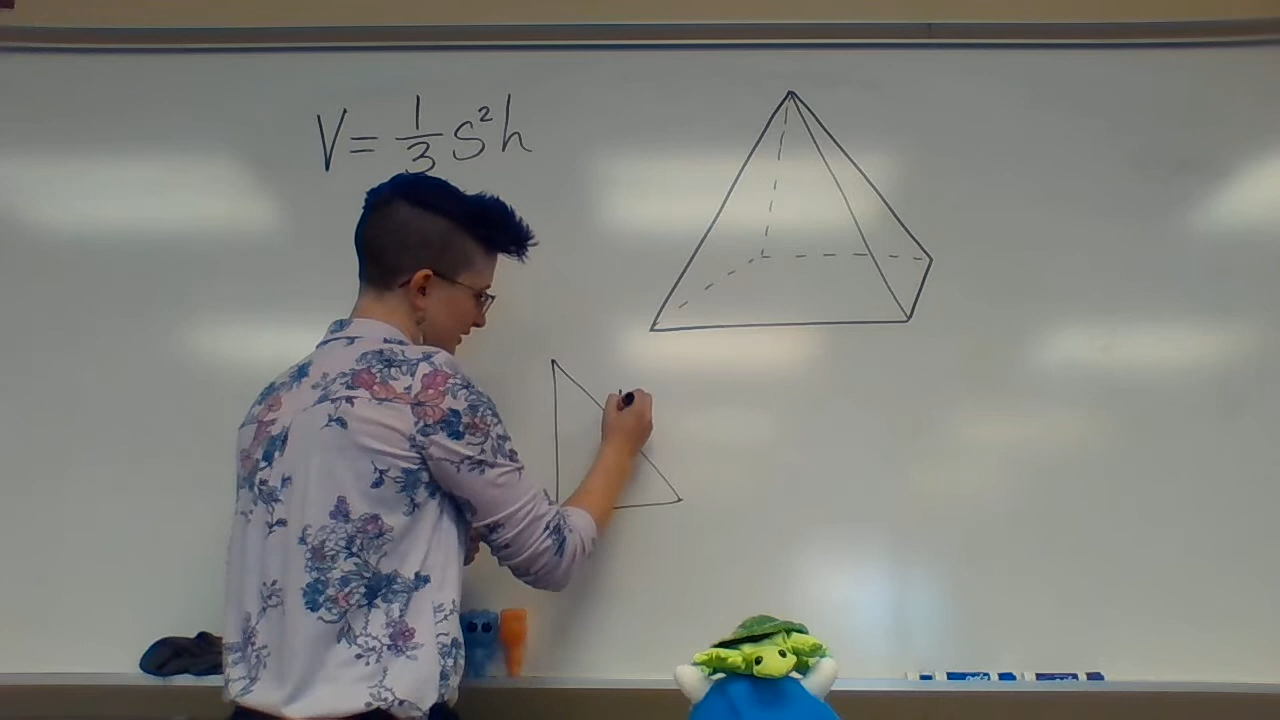 V = 1/3 s²h